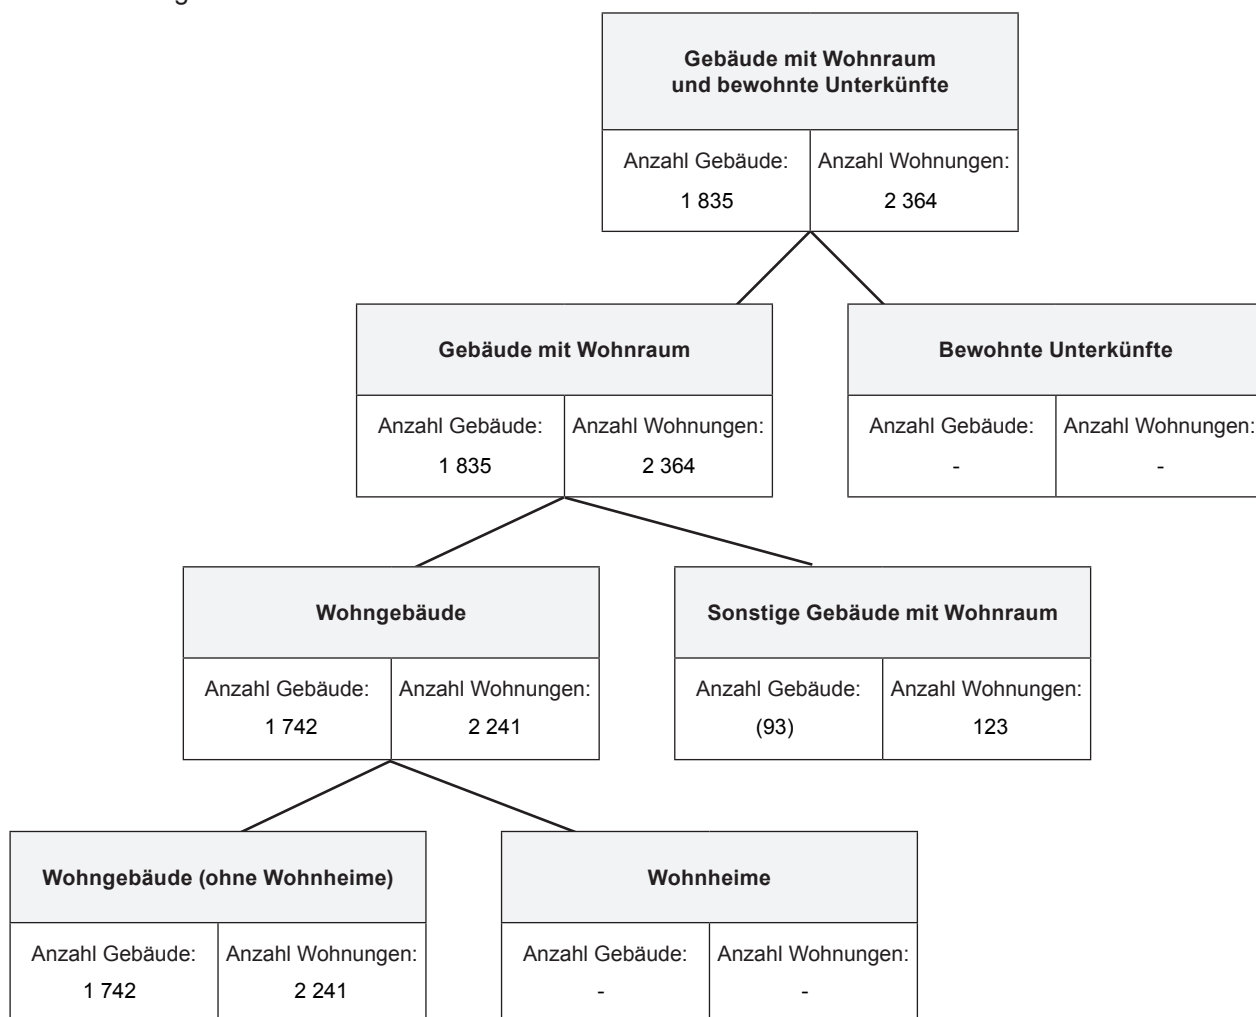 Gebäude mit Wohnraum
und bewohnte Unterkünfte
Anzahl Gebäude:
Anzahl Wohnungen:
1 835
2 364
Gebäude mit Wohnraum
Bewohnte Unterkünfte
Anzahl Gebäude:
Anzahl Wohnungen:
Anzahl Gebäude:
Anzahl Wohnungen:
1 835
2 364
-
-
Wohngebäude
Sonstige Gebäude mit Wohnraum
Anzahl Gebäude:
Anzahl Wohnungen:
Anzahl Gebäude:
Anzahl Wohnungen:
1 742
2 241
(93)
123
Wohngebäude (ohne Wohnheime)
Wohnheime
Anzahl Gebäude:
Anzahl Wohnungen:
Anzahl Gebäude:
Anzahl Wohnungen:
1 742
2 241
-
-